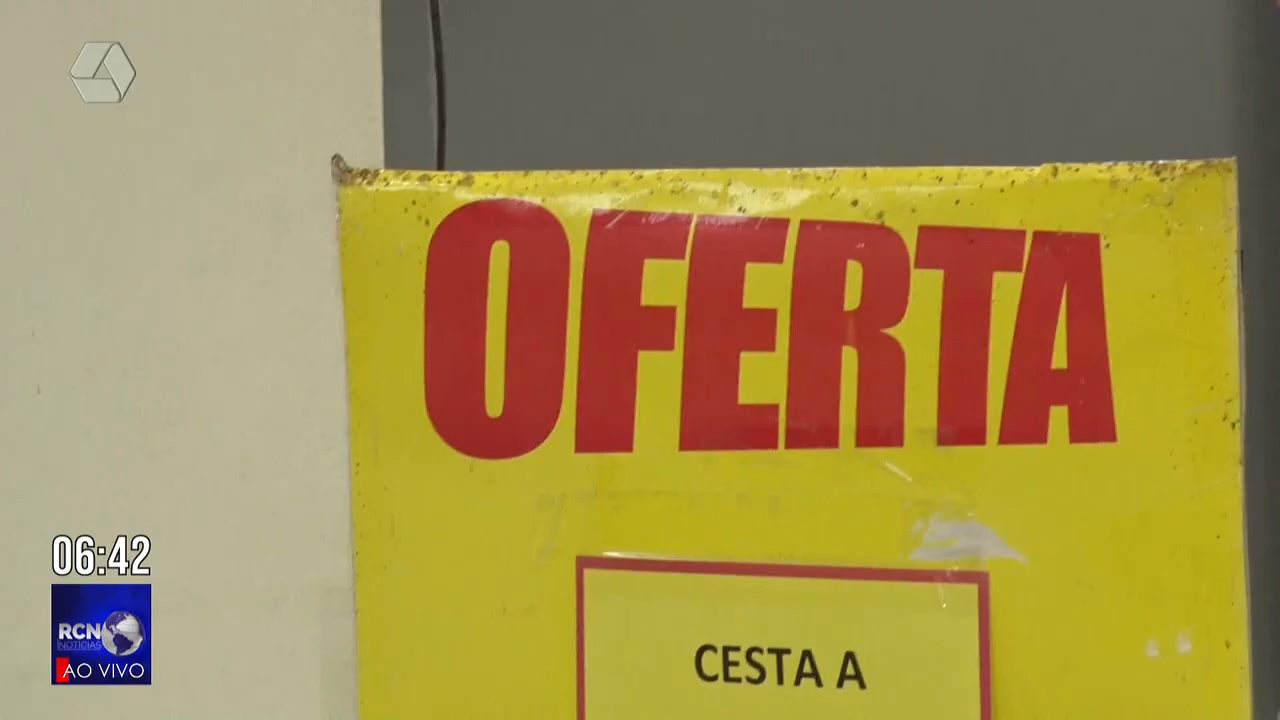 OFERTA
CESTA A
06:42
RCN
NOTÍCIAS
AO VIVO